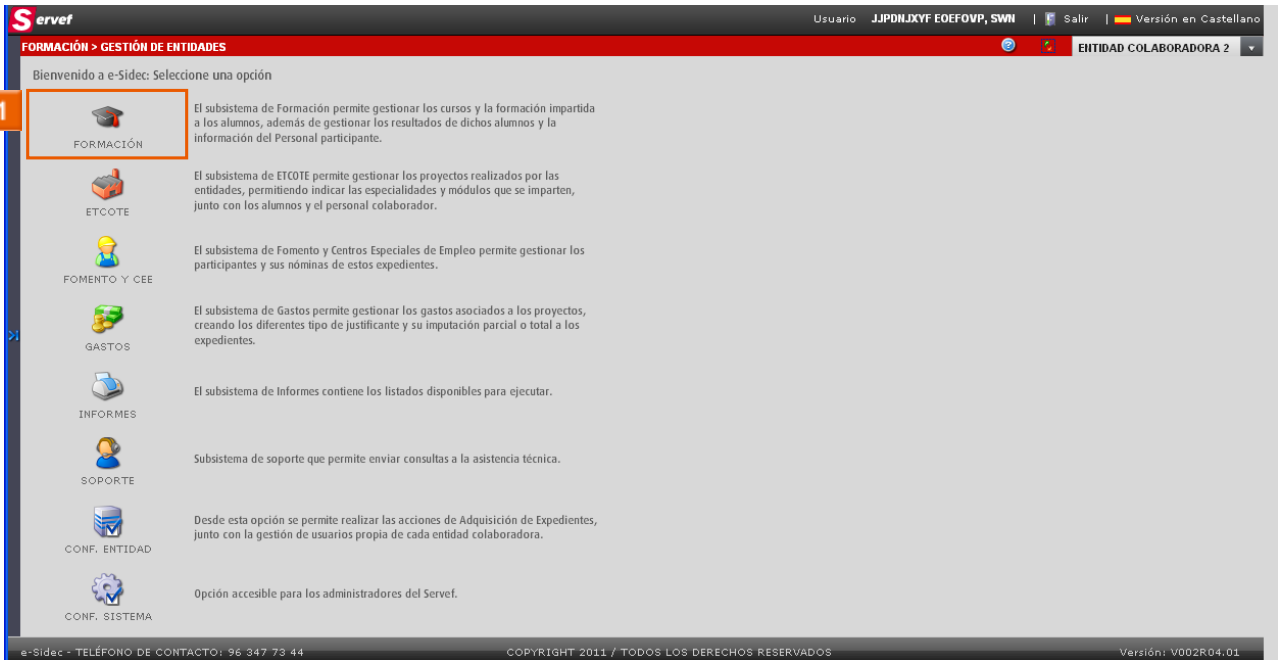 Servef
Usuario JJPDNJXYF EOEFOVP, SWN | Salir | Versión en Castellano
FORMACIÓN > GESTIÓN DE ENTIDADES
ENTIDAD COLABORADORA 2
Bienvenido a e-Sidec: Seleccione una opción
1
FORMACIÓN
El subsistema de Formación permite gestionar los cursos y la formación impartida
a los alumnos, además de gestionar los resultados de dichos alumnos y la
información del Personal participante.
ETCOTE
El subsistema de ETCOTE permite gestionar los proyectos realizados por las
entidades, permitiendo indicar las especialidades y módulos que se imparten,
junto con los alumnos y el personal colaborador.
FOMENTO Y CEE
El subsistema de Fomento y Centros Especiales de Empleo permite gestionar los
participantes y sus nóminas de estos expedientes.
GASTOS
El subsistema de Gastos permite gestionar los gastos asociados a los proyectos,
creando los diferentes tipo de justificante y su imputación parcial o total a los
expedientes.
INFORMES
El subsistema de Informes contiene los listados disponibles para ejecutar.
SOPORTE
Subsistema de soporte que permite enviar consultas a la asistencia técnica.
CONF. ENTIDAD
Desde esta opción se permite realizar las acciones de Adquisición de Expedientes,
junto con la gestión de usuarios propia de cada entidad colaboradora.
CONF. SISTEMA
Opción accesible para los administradores del Servef.
e-Sidec - TELÉFONO DE CONTACTO: 96 347 73 44
COPYRIGHT 2011 / TODOS LOS DERECHOS RESERVADOS
Versión: V002R04.01